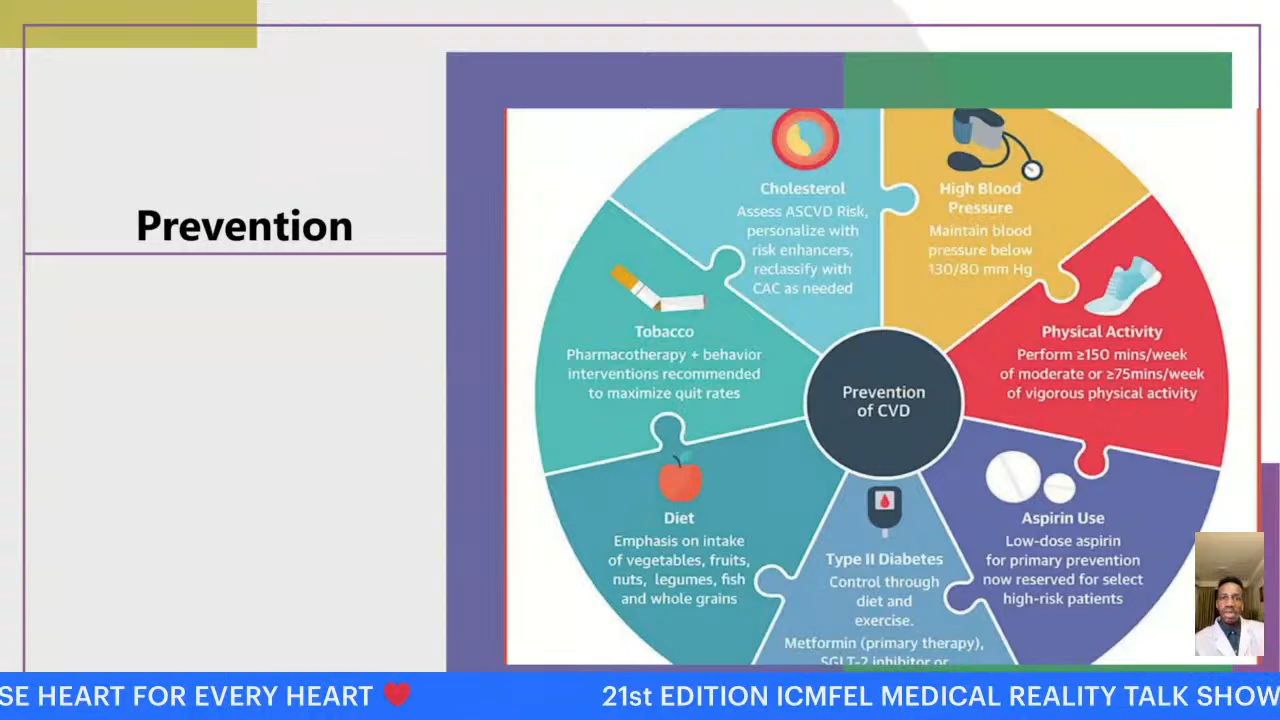 Prevention
Cholesterol
Assess ASCVD Risk,
personalize with
risk enhancers,
reclassify with
CAC as needed
High Blood
Pressure
Maintain blood
pressure below
130/80 mm Hg
Tobacco
Pharmacotherapy + behavior
interventions recommended
to maximize quit rates
Physical Activity
Perform ≥150 mins/week
of moderate or ≥75mins/week
of vigorous physical activity
Prevention
of CVD
Diet
Emphasis on intake
of vegetables, fruits,
nuts, legumes, fish
and whole grains
Type II Diabetes
Control through
diet and
exercise.
Metformin (primary therapy),
SGLT-2 inhibitor or
Aspirin Use
Low-dose aspirin
for primary prevention
now reserved for select
high-risk patients
SE HEART FOR EVERY HEART ❤️ 21st EDITION ICMFEL MEDICAL REALITY TALK SHOW